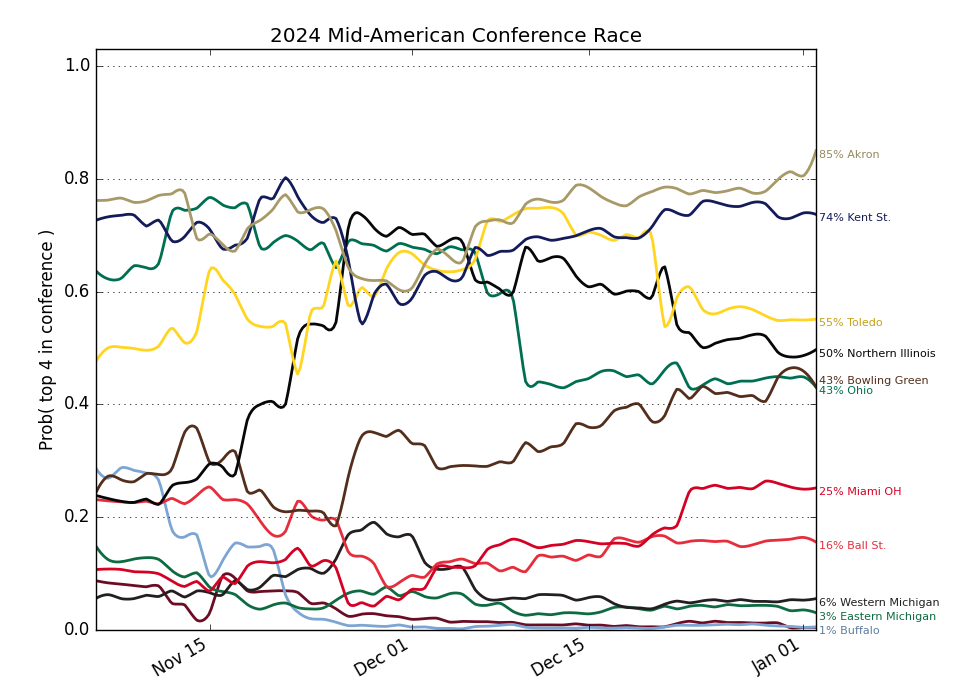 2024 Mid-American Conference Race
Prob( top 4 in conference )
1.0
0.8
0.6
0.4
0.2
0.0
Nov 15
Dec 01
Dec 15
Jan 01
85% Akron
74% Kent St.
55% Toledo
50% Northern Illinois
43% Bowling Green
43% Ohio
25% Miami OH
16% Ball St.
6% Western Michigan
3% Eastern Michigan
1% Buffalo